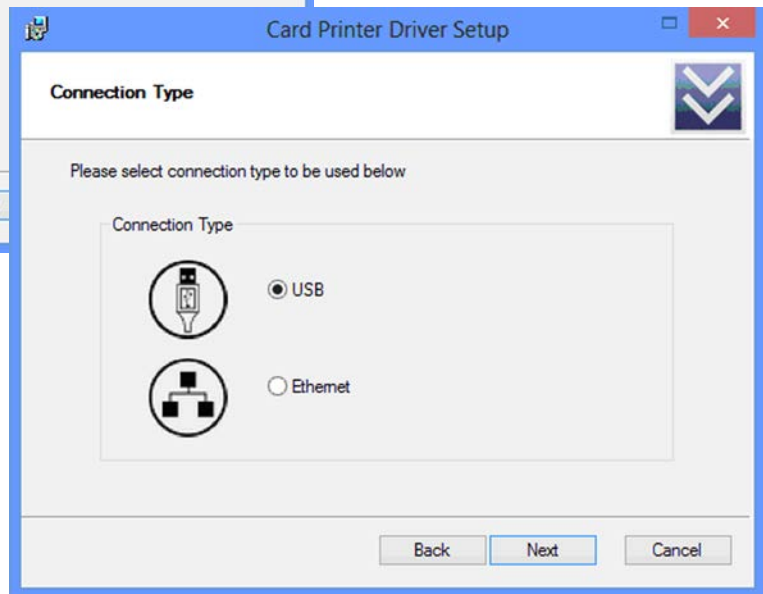 Card Printer Driver Setup
Connection Type
Please select connection type to be used below
Connection Type
USB
Ethernet
Back Next Cancel